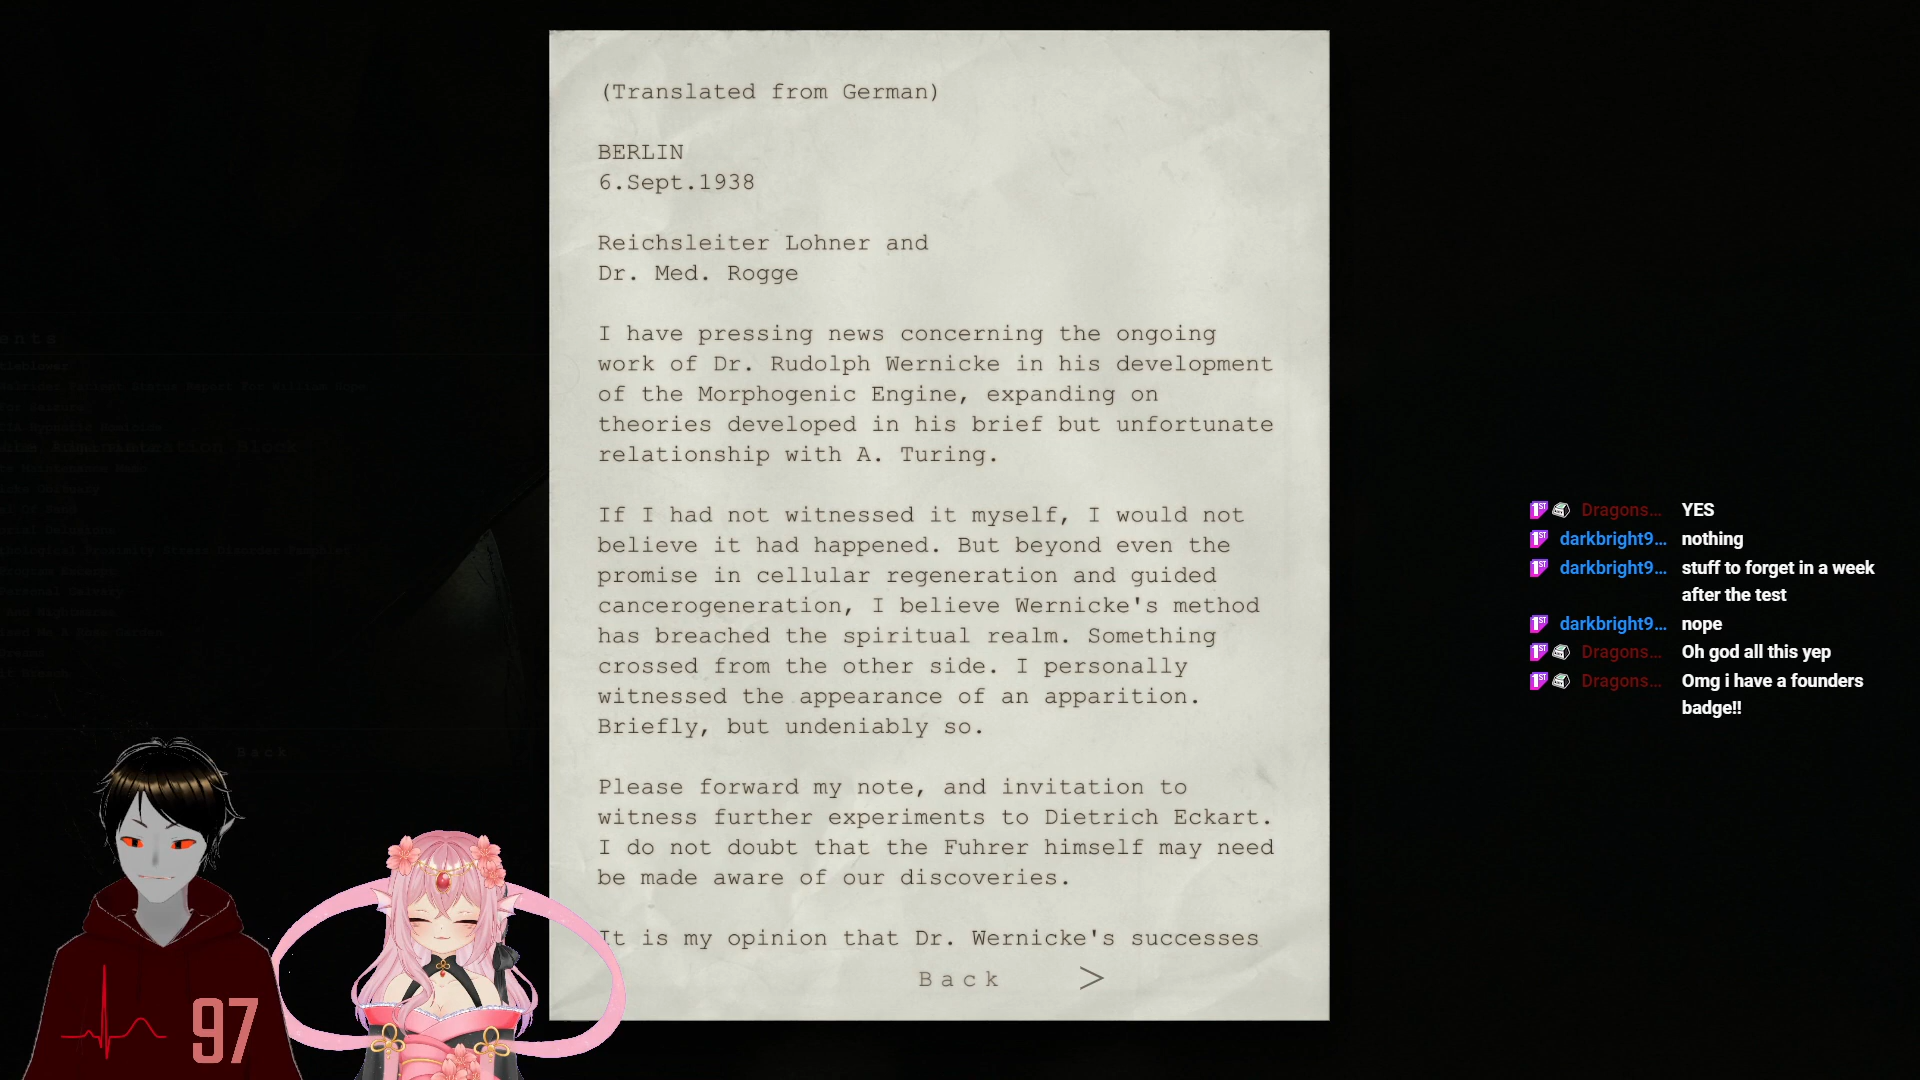 (Translated from German)
BERLIN
6.Sept.1938
Reichsleiter Lohner and
Dr. Med. Rogge
I have pressing news concerning the ongoing
work of Dr. Rudolph Wernicke in his development
of the Morphogenic Engine, expanding on
theories developed in his brief but unfortunate
relationship with A. Turing.
If I had not witnessed it myself, I would not
believe it had happened. But beyond even the
promise in cellular regeneration and guided
cancerogeneration, I believe Wernicke's method
has breached the spiritual realm. Something
crossed from the other side. I personally
witnessed the appearance of an apparition.
Briefly, but undeniably so.
Please forward my note, and invitation to
witness further experiments to Dietrich Eckart.
I do not doubt that the Fuhrer himself may need
be made aware of our discoveries.
It is my opinion that Dr. Wernicke's successes
Back >
Back
97
1ST Dragons... YES
1ST darkbright9... nothing
1ST darkbright9... stuff to forget in a week
after the test
1ST darkbright9... nope
1ST Dragons... Oh god all this yep
1ST Dragons... Omg i have a founders
badge!!